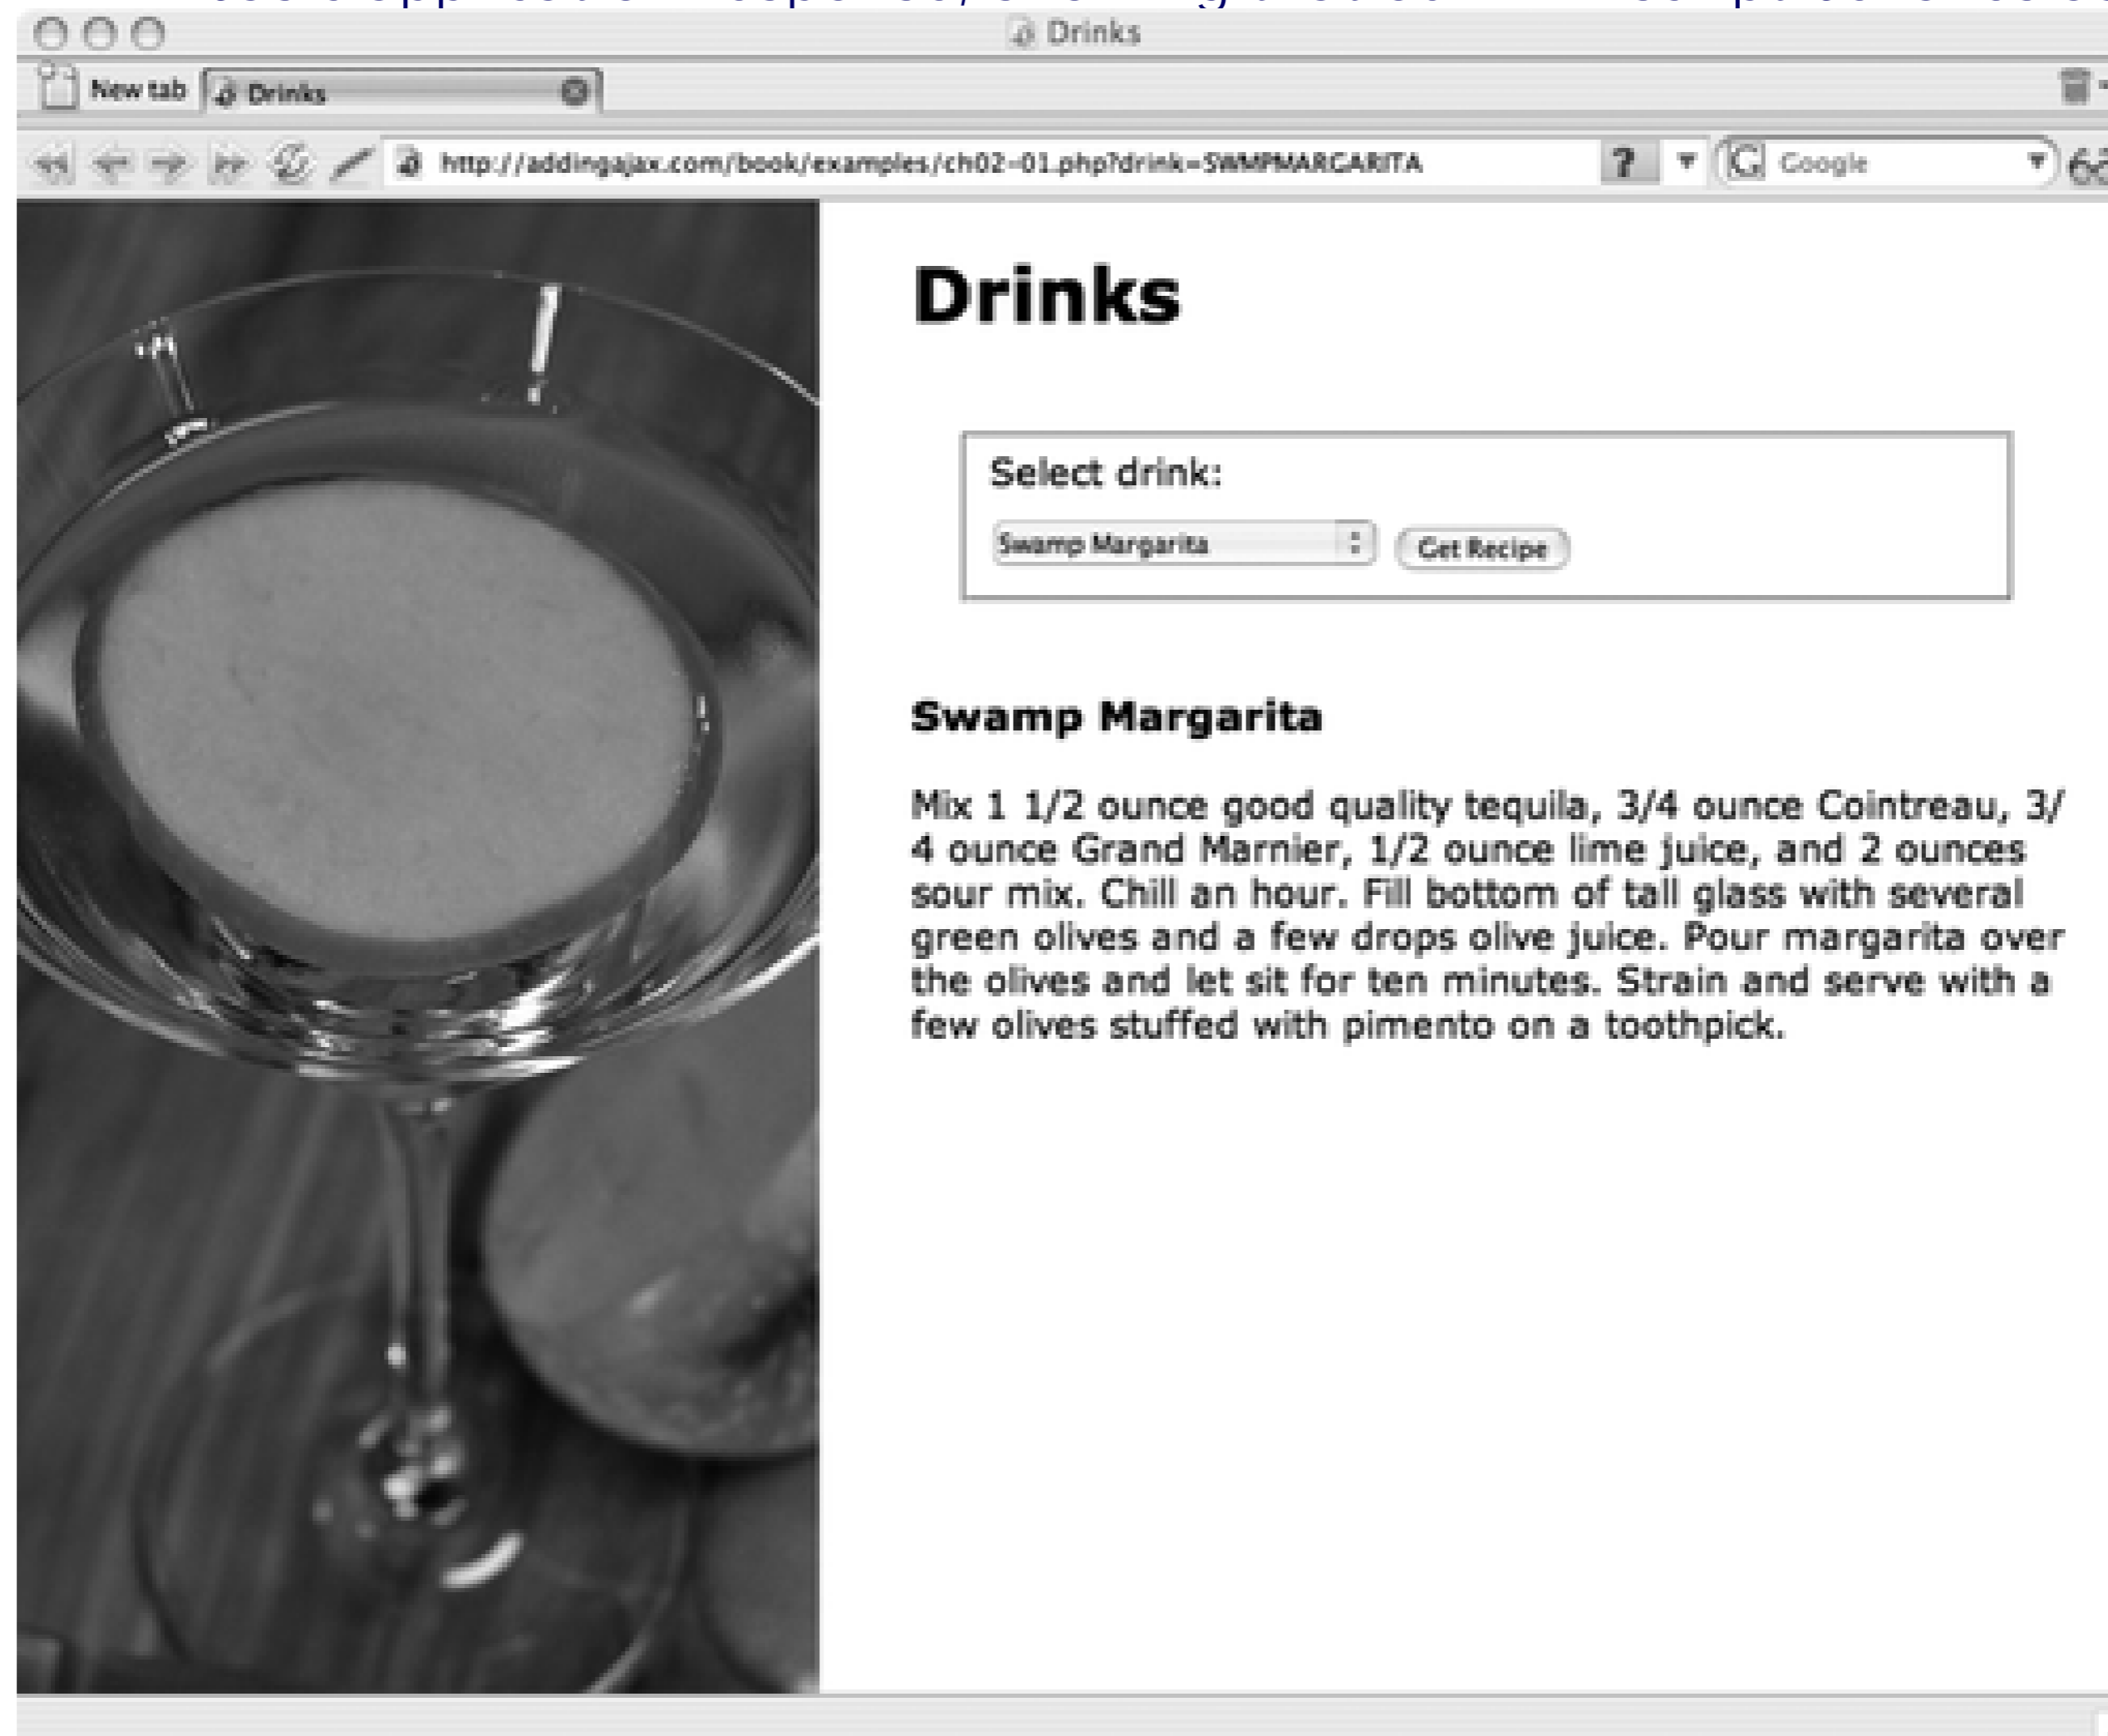 Drinks
New tab
Drinks
http://addingajax.com/book/examples/ch02-01.php?drink=SWMPMARGARITA
?
Google
Drinks
Select drink:
Swamp Margarita
Get Recipe
Swamp Margarita
Mix 1 1/2 ounce good quality tequila, 3/4 ounce Cointreau, 3/
4 ounce Grand Marnier, 1/2 ounce lime juice, and 2 ounces
sour mix. Chill an hour. Fill bottom of tall glass with several
green olives and a few drops olive juice. Pour margarita over
the olives and let sit for ten minutes. Strain and serve with a
few olives stuffed with pimento on a toothpick.